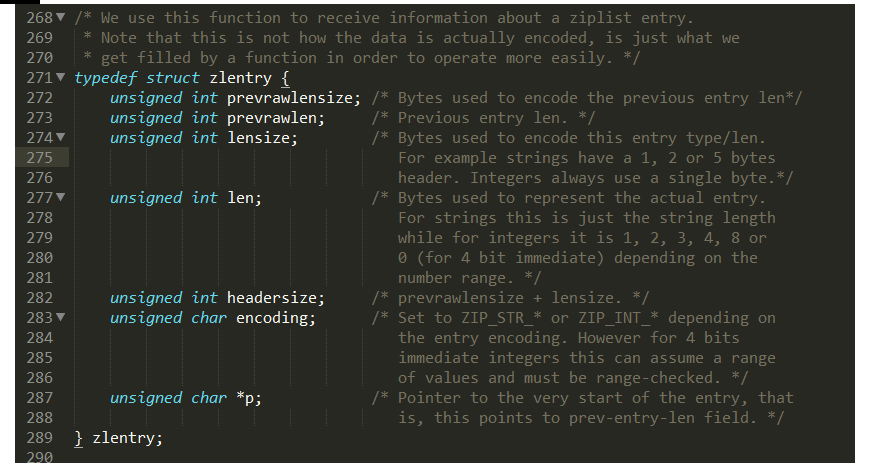 268 /* We use this function to receive information about a ziplist entry.
269 * Note that this is not how the data is actually encoded, is just what we
270 * get filled by a function in order to operate more easily. */
271 typedef struct zlentry {
272 unsigned int prevrawlensize; /* Bytes used to encode the previous entry len*/
273 unsigned int prevrawlen; /* Previous entry len. */
274 unsigned int lensize; /* Bytes used to encode this entry type/len.
275 For example strings have a 1, 2 or 5 bytes
276 header. Integers always use a single byte.*/
277 unsigned int len; /* Bytes used to represent the actual entry.
278 For strings this is just the string length
279 while for integers it is 1, 2, 3, 4, 8 or
280 0 (for 4 bit immediate) depending on the
281 number range. */
282 unsigned int headersize; /* prevrawlensize + lensize. */
283 unsigned char encoding; /* Set to ZIP_STR_* or ZIP_INT_* depending on
284 the entry encoding. However for 4 bits
285 immediate integers this can assume a range
286 of values and must be range-checked. */
287 unsigned char *p; /* Pointer to the very start of the entry, that
288 is, this points to prev-entry-len field. */
289 } zlentry;
290